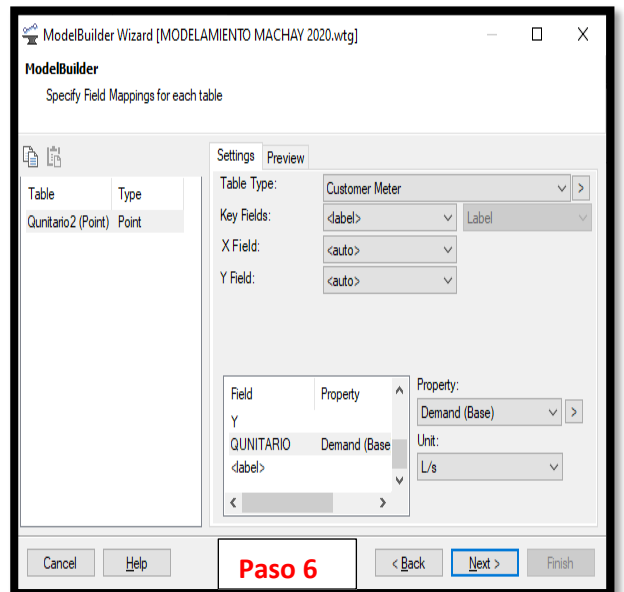 ModelBuilder Wizard [MODELAMIENTO MACHAY 2020.wtg]
ModelBuilder
Specify Field Mappings for each table
Settings Preview
Table Type
Qunitario2 (Point) Point
Table Type: Customer Meter >
Key Fields: <label> Label
X Field: <auto>
Y Field: <auto>
Field Property
Y
QUNITARIO Demand (Base
<label>
< >
Property:
Demand (Base) >
Unit:
L/s
Cancel Help Paso 6 < Back Next > Finish